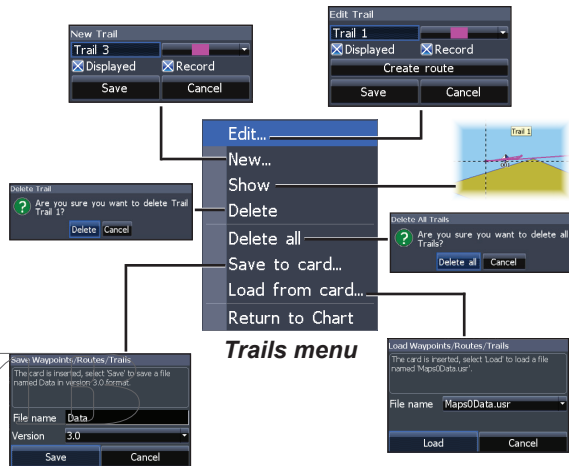 New Trail
Trail 3
Displayed Record
Save Cancel
Edit Trail
Trail 1
Displayed Record
Create route
Save Cancel
Edit...
New...
Show
Delete
Delete all
Save to card...
Load from card...
Return to Chart
Trails menu
Trail 1
Delete Trail
Are you sure you want to delete Trail
Trail 1?
Delete Cancel
Delete All Trails
Are you sure you want to delete all
Trails?
Delete all Cancel
Save Waypoints/Routes/Trails
The card is inserted, select 'Save' to save a file
named Data in version 3.0 format.
File name Data
Version 3.0
Save Cancel
Load Waypoints/Routes/Trails
The card is inserted, select 'Load' to load a file
named 'Maps0Data.usr'.
File name Maps0Data.usr
Load Cancel